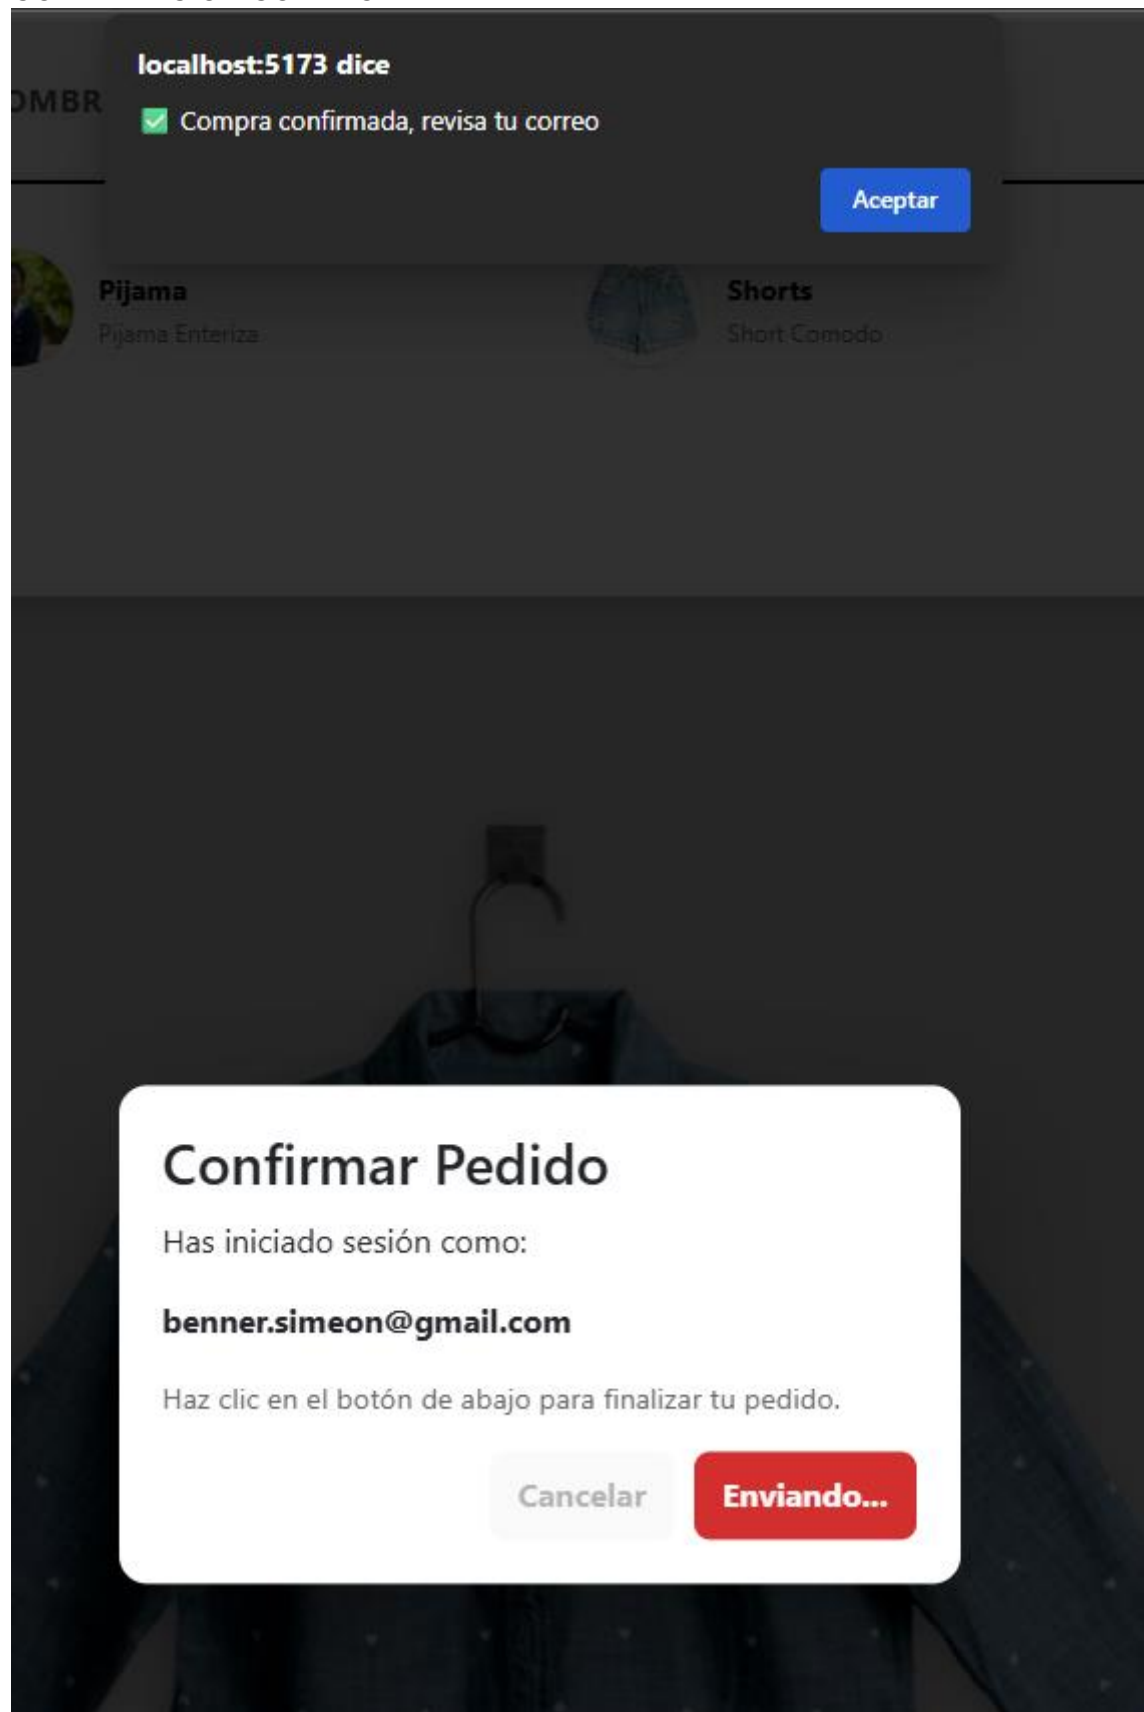 localhost:5173 dice
✅ Compra confirmada, revisa tu correo
OMBR
Aceptar
Pijama
Pijama Enteriza
Shorts
Short Comodo
Confirmar Pedido
Has iniciado sesión como:
benner.simeon@gmail.com
Haz clic en el botón de abajo para finalizar tu pedido.
Cancelar
Enviando...